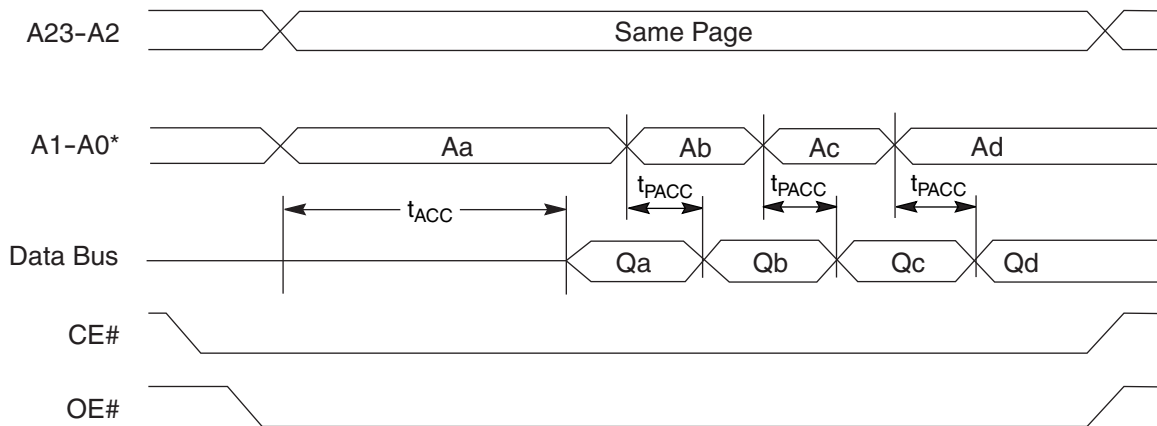 A23–A2 Same Page
A1–A0* Aa Ab Ac Ad
tACC tPACC tPACC tPACC
Data Bus Qa Qb Qc Qd
CE#
OE#